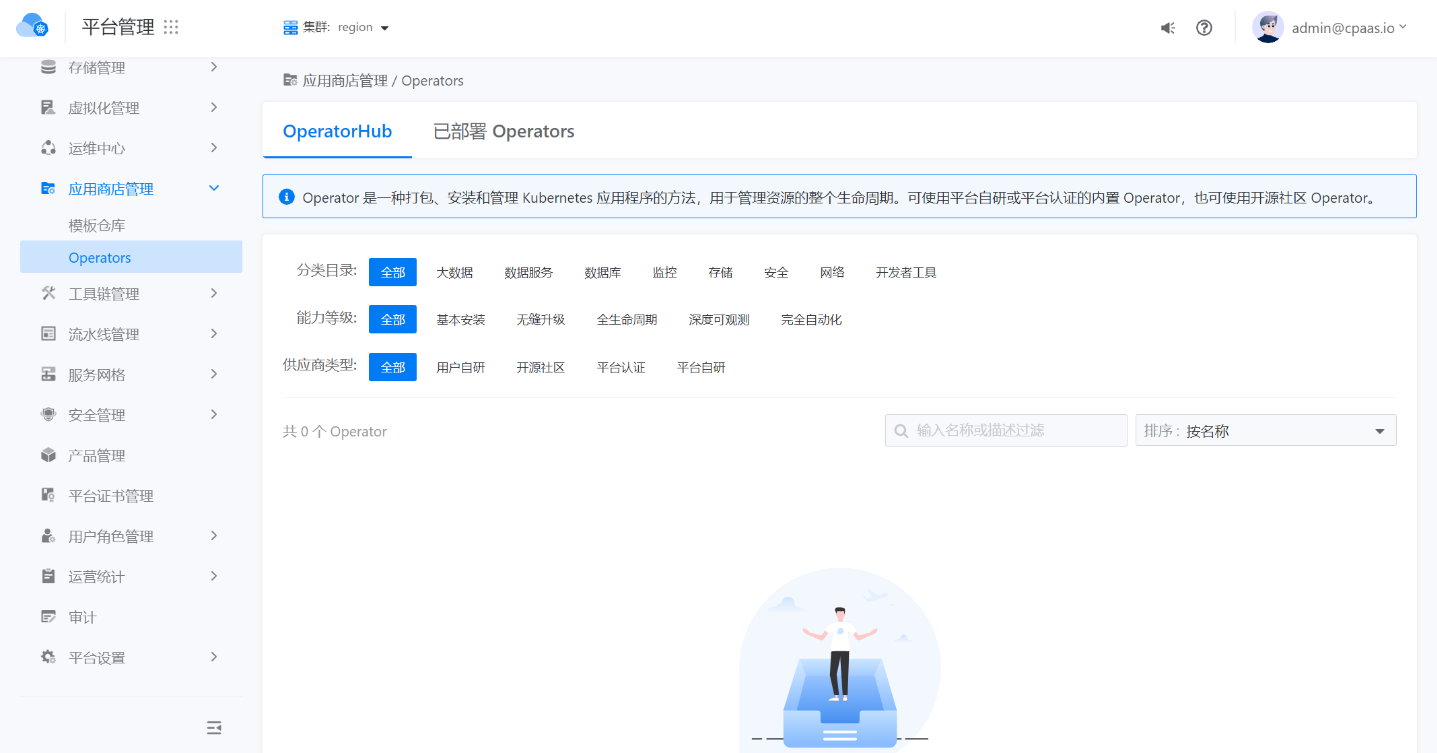 平台管理
集群: region
admin@cpaas.io
存储管理
虚拟化管理
运维中心
应用商店管理
模板仓库
Operators
工具链管理
流水线管理
服务网格
安全管理
产品管理
平台证书管理
用户角色管理
运营统计
审计
平台设置
应用商店管理 / Operators
OperatorHub 已部署 Operators
Operator 是一种打包、安装和管理 Kubernetes 应用程序的方法，用于管理资源的整个生命周期。可使用平台自研或平台认证的内置 Operator，也可使用开源社区 Operator。
分类目录: 全部 大数据 数据服务 数据库 监控 存储 安全 网络 开发者工具
能力等级: 全部 基本安装 无缝升级 全生命周期 深度可观测 完全自动化
供应商类型: 全部 用户自研 开源社区 平台认证 平台自研
共 0 个 Operator 输入名称或描述过滤 排序 : 按名称